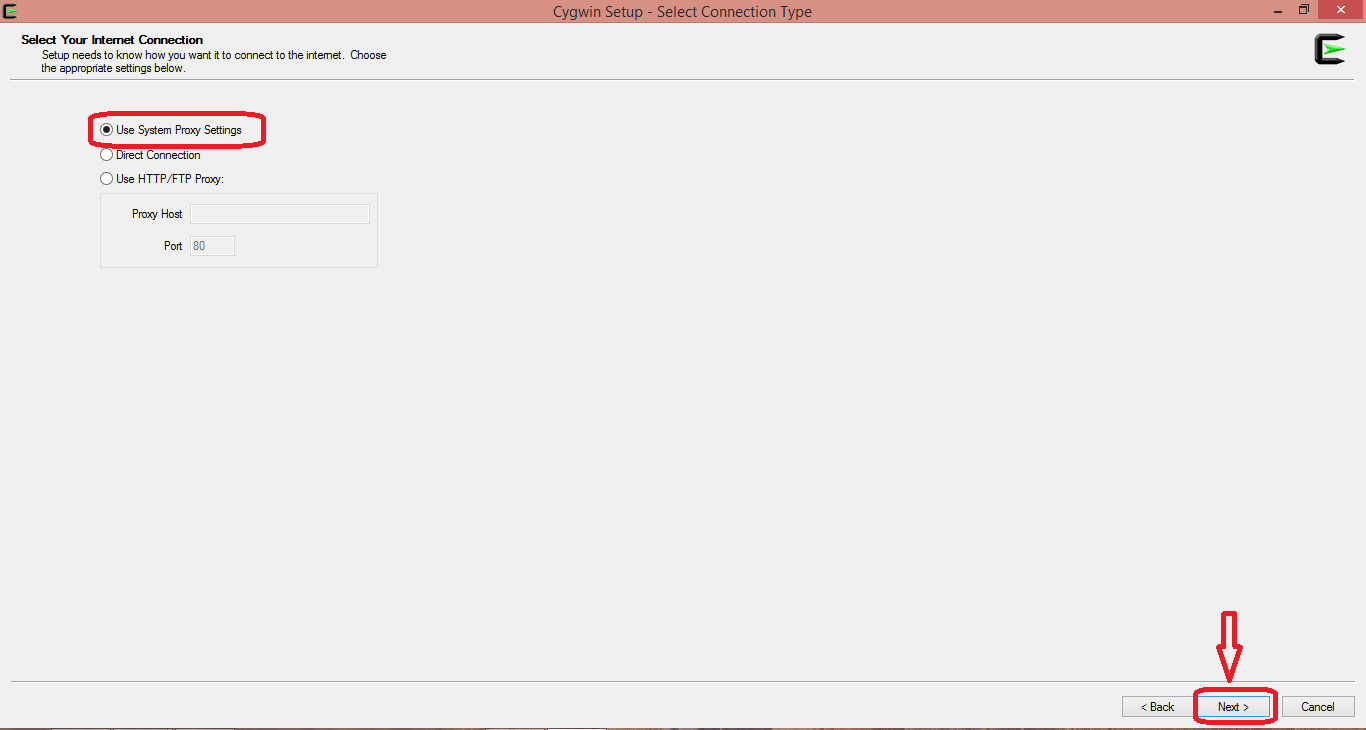 Cygwin Setup - Select Connection Type
Select Your Internet Connection
Setup needs to know how you want it to connect to the internet.  Choose
the appropriate settings below.
Use System Proxy Settings
Direct Connection
Use HTTP/FTP Proxy:
Proxy Host
Port 80
< Back Next > Cancel